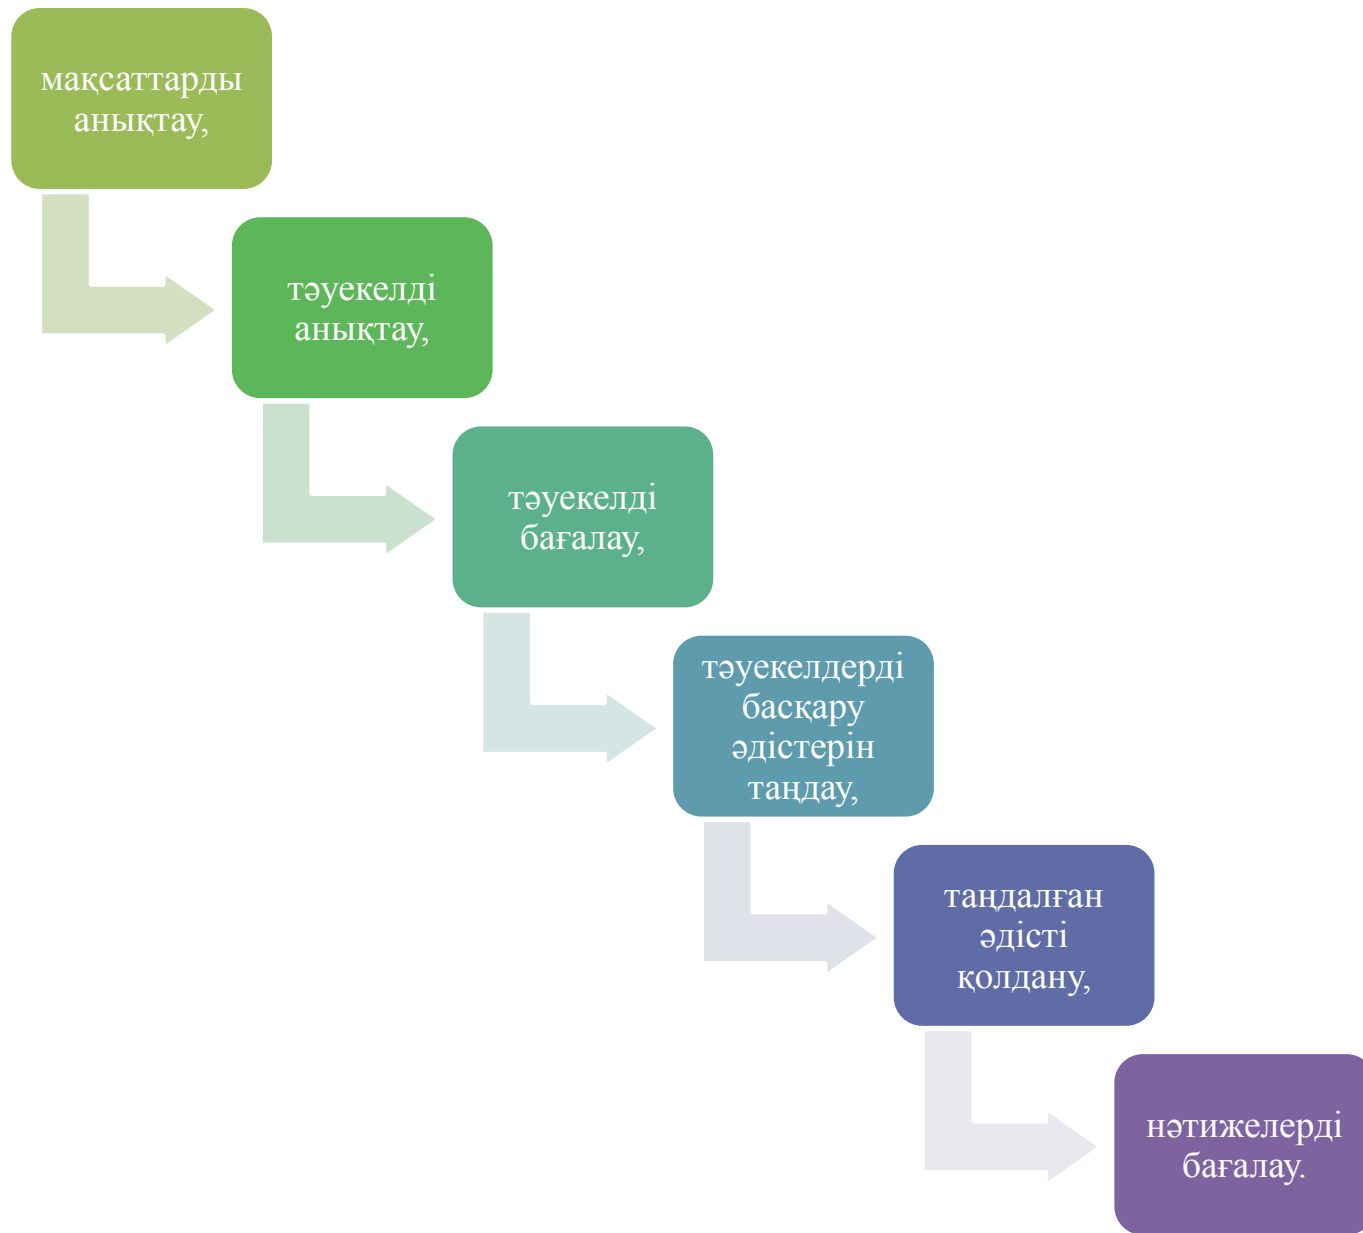 мақсаттарды
анықтау,
тәуекелді
анықтау,
тәуекелді
бағалау,
тәуекелдерді
басқару
әдістерін
таңдау,
таңдалған
әдісті
қолдану,
нәтижелерді
бағалау.